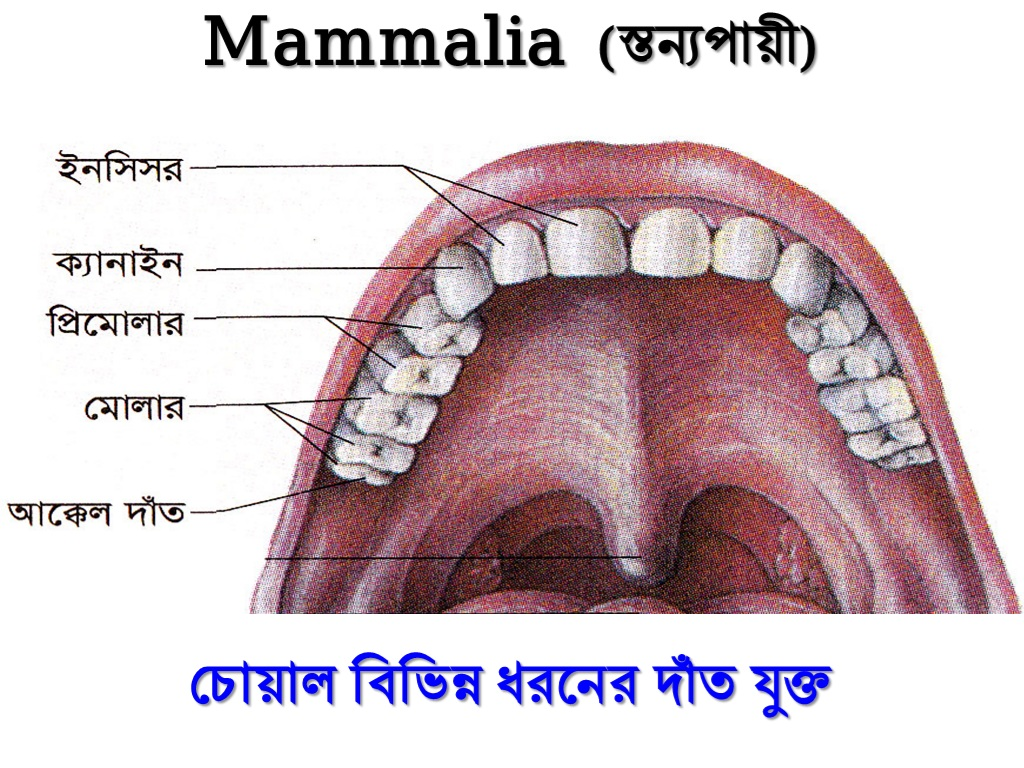 Mammalia (স্তন্যপায়ী)
ইনসিসর
ক্যানাইন
প্রিমোলার
মোলার
আক্কেল দাঁত
চোয়াল বিভিন্ন ধরনের দাঁত যুক্ত